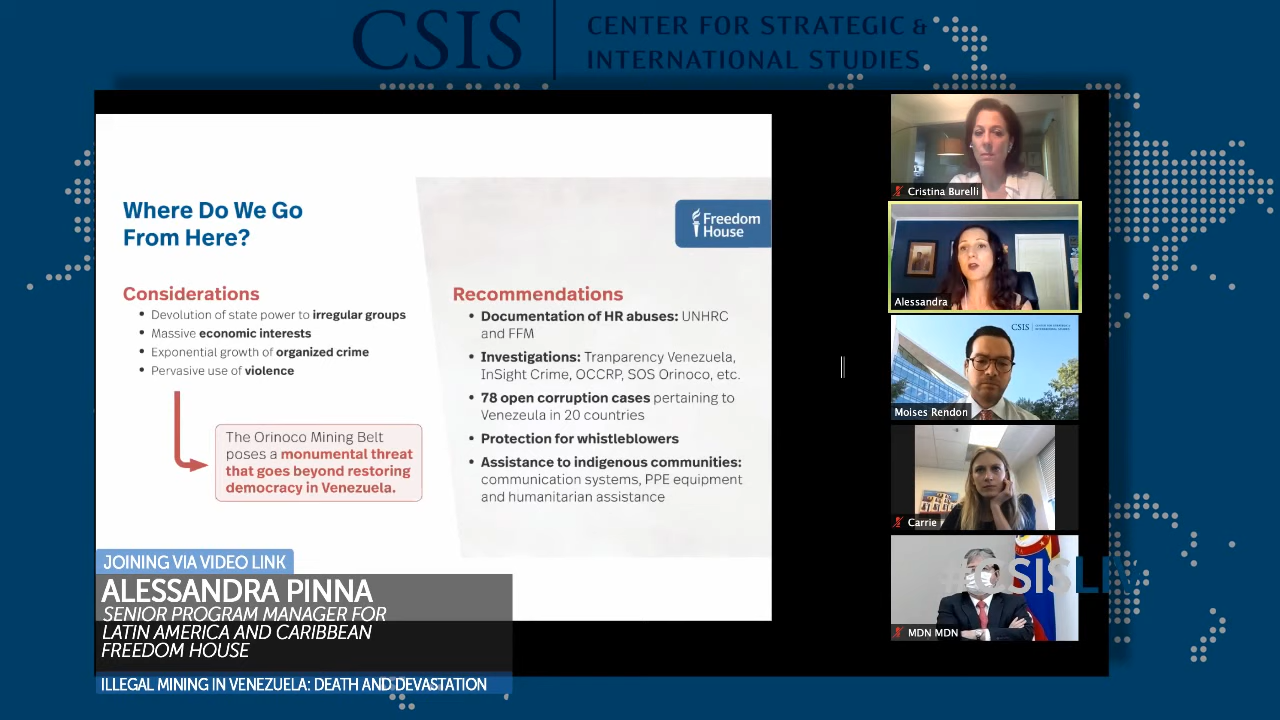 CSIS
CENTER FOR STRATEGIC &
INTERNATIONAL STUDIES
Where Do We Go
From Here?
Freedom
House
Considerations
• Devolution of state power to irregular groups
• Massive economic interests
• Exponential growth of organized crime
• Pervasive use of violence
The Orinoco Mining Belt
poses a monumental threat
that goes beyond restoring
democracy in Venezuela.
Recommendations
• Documentation of HR abuses: UNHRC
and FFM
• Investigations: Tranparency Venezuela,
InSight Crime, OCCRP, SOS Orinoco, etc.
• 78 open corruption cases pertaining to
Venezeula in 20 countries
• Protection for whistleblowers
• Assistance to indigenous communities:
communication systems, PPE equipment
and humanitarian assistance
Cristina Burelli
Alessandra
CSIS
Moises Rendon
Carrie
#CSISLIVE
MDN MDN
JOINING VIA VIDEO LINK
ALESSANDRA PINNA
SENIOR PROGRAM MANAGER FOR
LATIN AMERICA AND CARIBBEAN
FREEDOM HOUSE
ILLEGAL MINING IN VENEZUELA: DEATH AND DEVASTATION